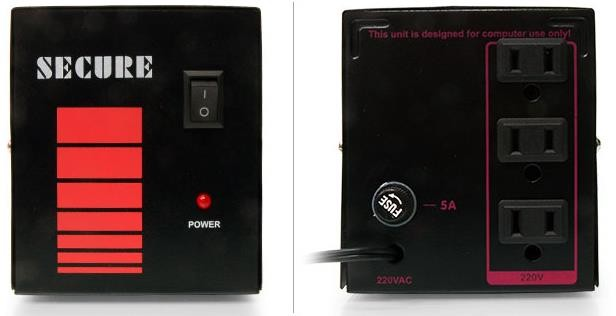 SECURE
I
O
POWER
This unit is designed for computer use only!
FUSE
5A
220VAC
220V